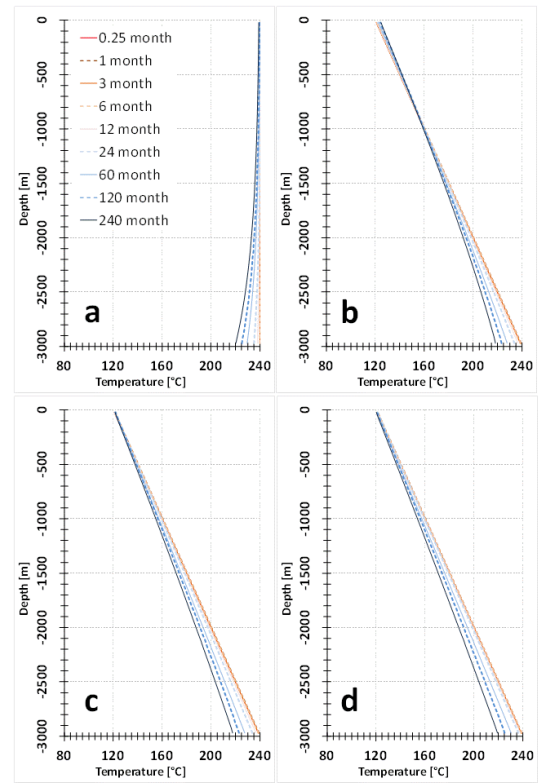 0
-500
-1000
-1500
-2000
-2500
-3000
Depth [m]
0.25 month
1 month
3 month
6 month
12 month
24 month
60 month
120 month
240 month
a
80 120 160 200 240
Temperature [°C]
0
-500
-1000
-1500
-2000
-2500
-3000
Depth [m]
b
80 120 160 200 240
Temperature [°C]
0
-500
-1000
-1500
-2000
-2500
-3000
Depth [m]
c
80 120 160 200 240
Temperature [°C]
0
-500
-1000
-1500
-2000
-2500
-3000
Depth [m]
d
80 120 160 200 240
Temperature [°C]